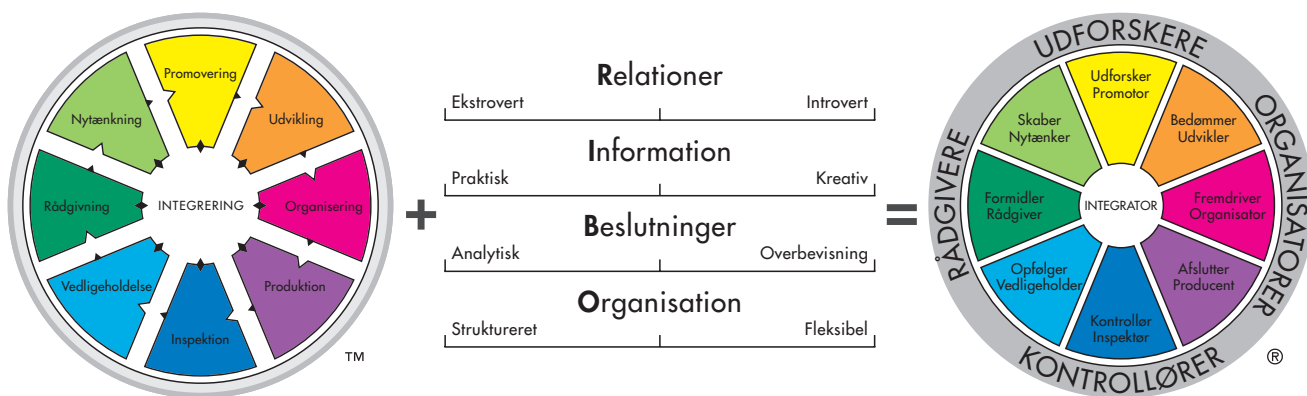 Promovering
Udvikling
Organisering
Produktion
Inspektion
Vedligeholdelse
Rådgivning
Nytænkning
INTEGRERING
TM
+
Relationer
Ekstrovert Introvert
Information
Praktisk Kreativ
Beslutninger
Analytisk Overbevisning
Organisation
Struktureret Fleksibel
=
UDFORSKERE
ORGANISATORER
KONTROLLØRER
RÅDGIVERE
Udforsker
Promotor
Bedømmer
Udvikler
Fremdriver
Organisator
Afslutter
Producent
Kontrollør
Inspektør
Opfølger
Vedligeholder
Formidler
Rådgiver
Skaber
Nytænker
INTEGRATOR
®